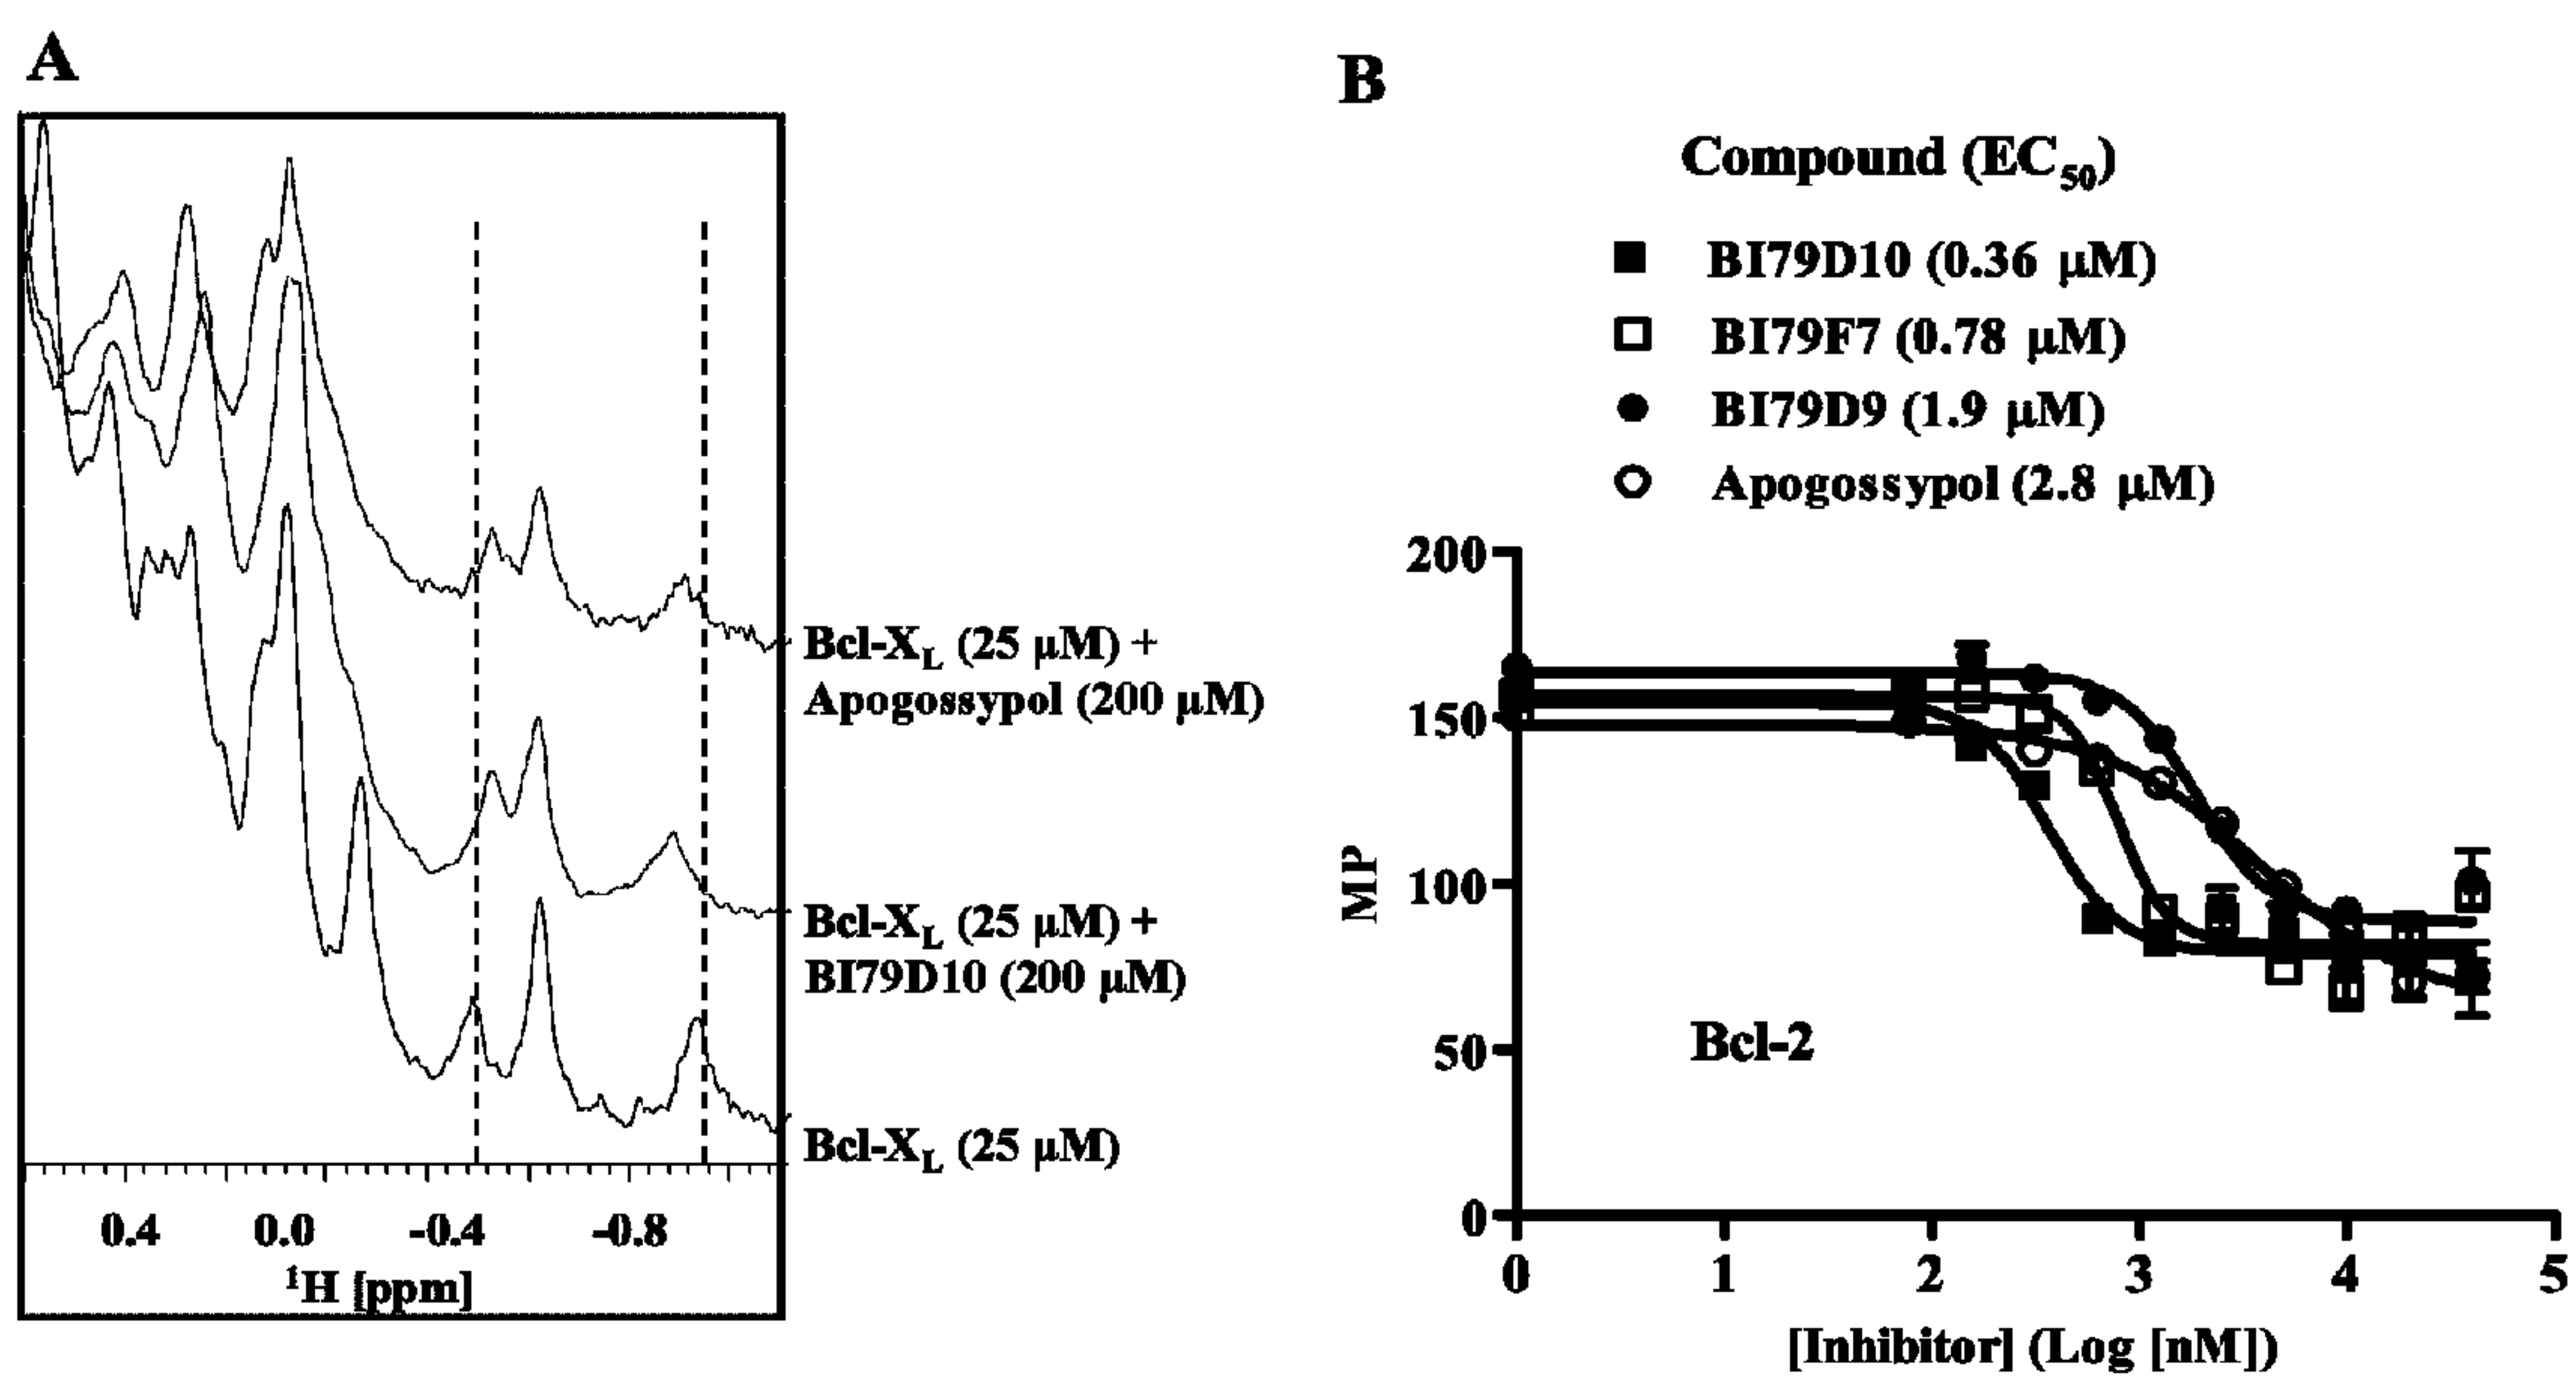 A
Bcl-X_L (25 μM) +
Apogossypol (200 μM)
Bcl-X_L (25 μM) +
BI79D10 (200 μM)
Bcl-X_L (25 μM)
0.4 0.0 -0.4 -0.8
¹H [ppm]
B
Compound (EC₅₀)
BI79D10 (0.36 μM)
BI79F7 (0.78 μM)
BI79D9 (1.9 μM)
Apogossypol (2.8 μM)
200
150
100
50
0
MP
Bcl-2
0 1 2 3 4 5
[Inhibitor] (Log [nM])